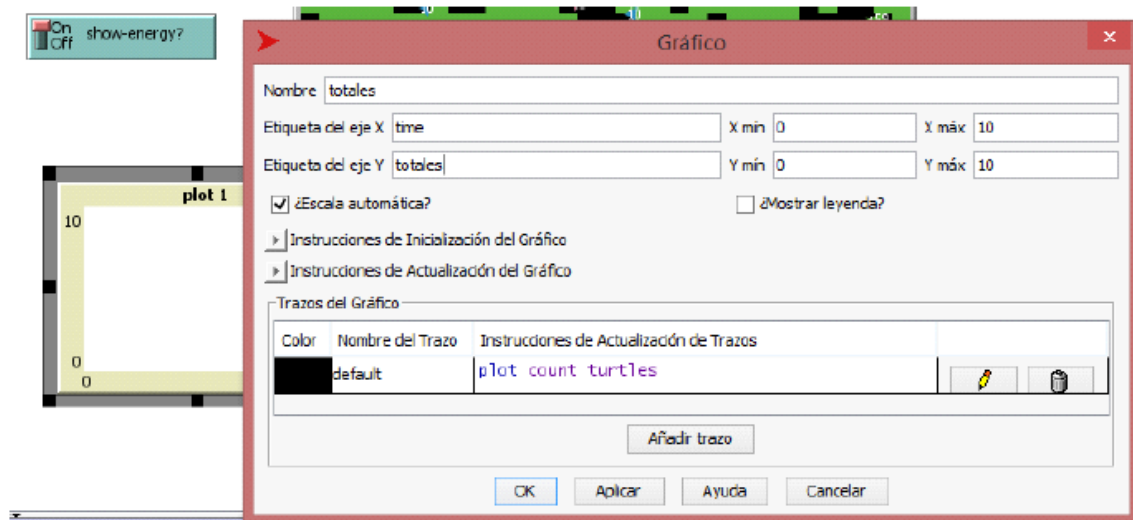 On
Off show-energy?
Gráfico
Nombre totales
Etiqueta del eje X time X mín 0 X máx 10
Etiqueta del eje Y totales Y mín 0 Y máx 10
¿Escala automática? ¿Mostrar leyenda?
Instrucciones de Inicialización del Gráfico
Instrucciones de Actualización del Gráfico
Trazos del Gráfico
Color Nombre del Trazo Instrucciones de Actualización de Trazos
default plot count turtles
Añadir trazo
OK Aplicar Ayuda Cancelar
plot 1
10
0
0